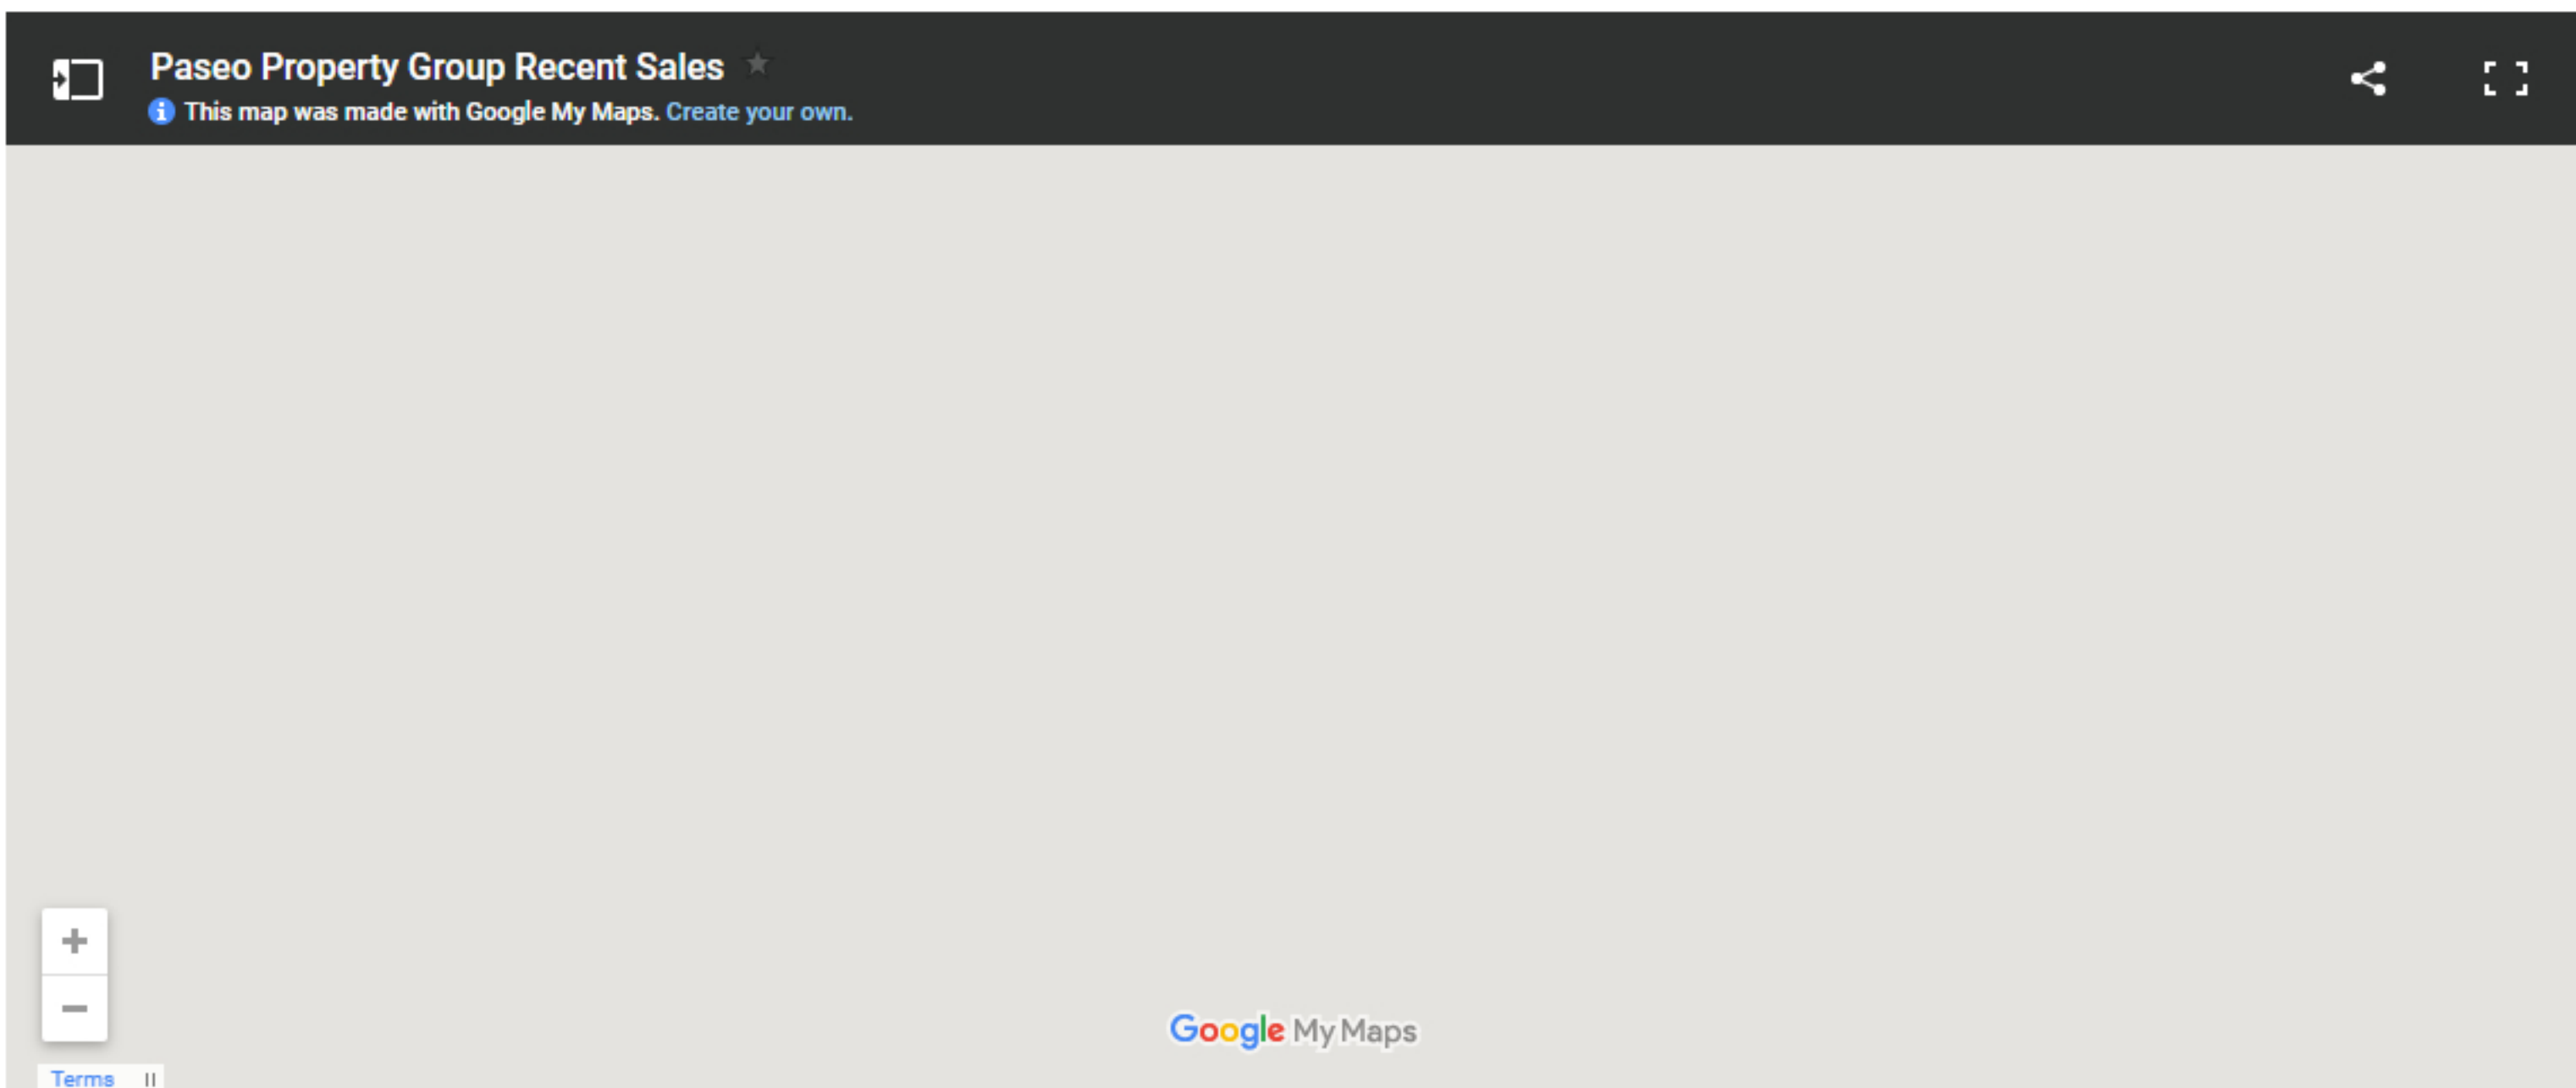 Paseo Property Group Recent Sales
This map was made with Google My Maps. Create your own.
+
−
Google My Maps
Terms